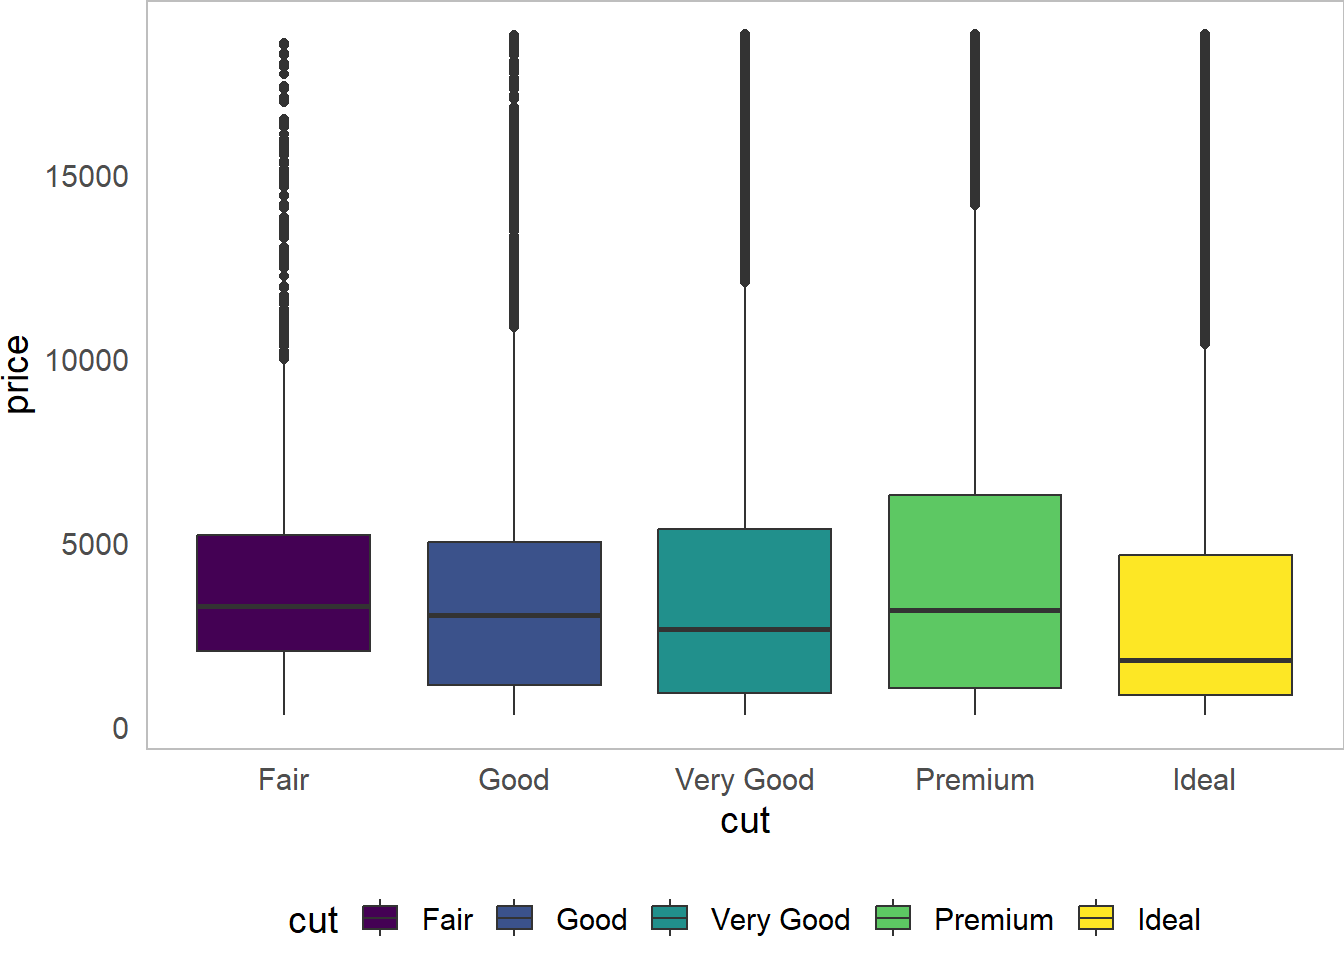 price
15000
10000
5000
0
Fair Good Very Good Premium Ideal
cut
cut Fair Good Very Good Premium Ideal